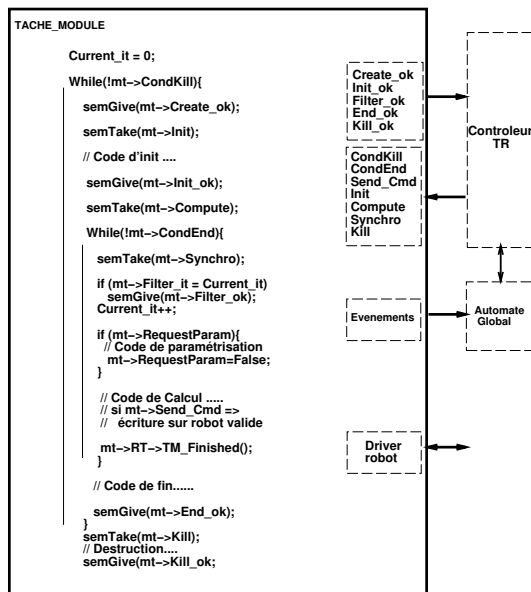 TACHE_MODULE
Current_it = 0;
While(!mt−>CondKill){
semGive(mt−>Create_ok);
semTake(mt−>Init);
// Code d'init ....
semGive(mt−>Init_ok);
semTake(mt−>Compute);
While(!mt−>CondEnd){
semTake(mt−>Synchro);
if (mt−>Filter_it = Current_it)
semGive(mt−>Filter_ok);
Current_it++;
if (mt−>RequestParam){
// Code de paramétrisation
mt−>RequestParam=False;
}
// Code de Calcul .....
// si mt−>Send_Cmd =>
// écriture sur robot valide
mt−>RT−>TM_Finished();
}
// Code de fin......
semGive(mt−>End_ok);
}
semTake(mt−>Kill);
// Destruction....
semGive(mt−>Kill_ok;
Create_ok
Init_ok
Filter_ok
End_ok
Kill_ok
CondKill
CondEnd
Send_Cmd
Init
Compute
Synchro
Kill
Evenements
Driver
robot
Controleur
TR
Automate
Global